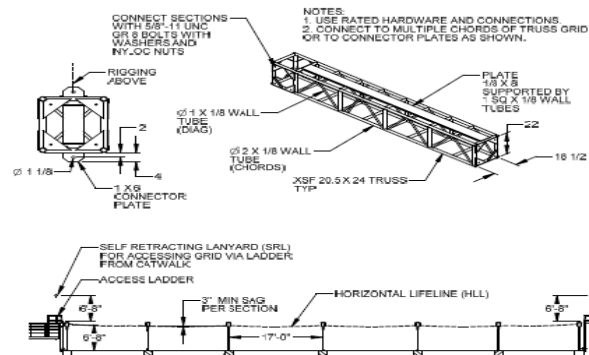 CONNECT SECTIONS
WITH 5/8"-11 UNC
GR 8 BOLTS WITH
WASHERS AND
NYLOC NUTS
NOTES:
1. USE RATED HARDWARE AND CONNECTIONS.
2. CONNECT TO MULTIPLE CHORDS OF TRUSS GRID
OR TO CONNECTOR PLATES AS SHOWN.
RIGGING
ABOVE
PLATE
1/8 X 8
SUPPORTED BY
1 SQ X 1/8 WALL
TUBES
Ø 1 X 1/8 WALL
TUBE
(DIAG)
2
4
Ø 1 1/8
1 X 6
CONNECTOR
PLATE
Ø 2 X 1/8 WALL
TUBE
(CHORDS)
22
16 1/2
XSF 20.5 X 24 TRUSS
TYP
SELF RETRACTING LANYARD (SRL)
FOR ACCESSING GRID VIA LADDER
FROM CATWALK
ACCESS LADDER
3" MIN SAG
PER SECTION
HORIZONTAL LIFELINE (HLL)
6'-8"
6'-8"
6'-8"
6'-8"
17'-0"